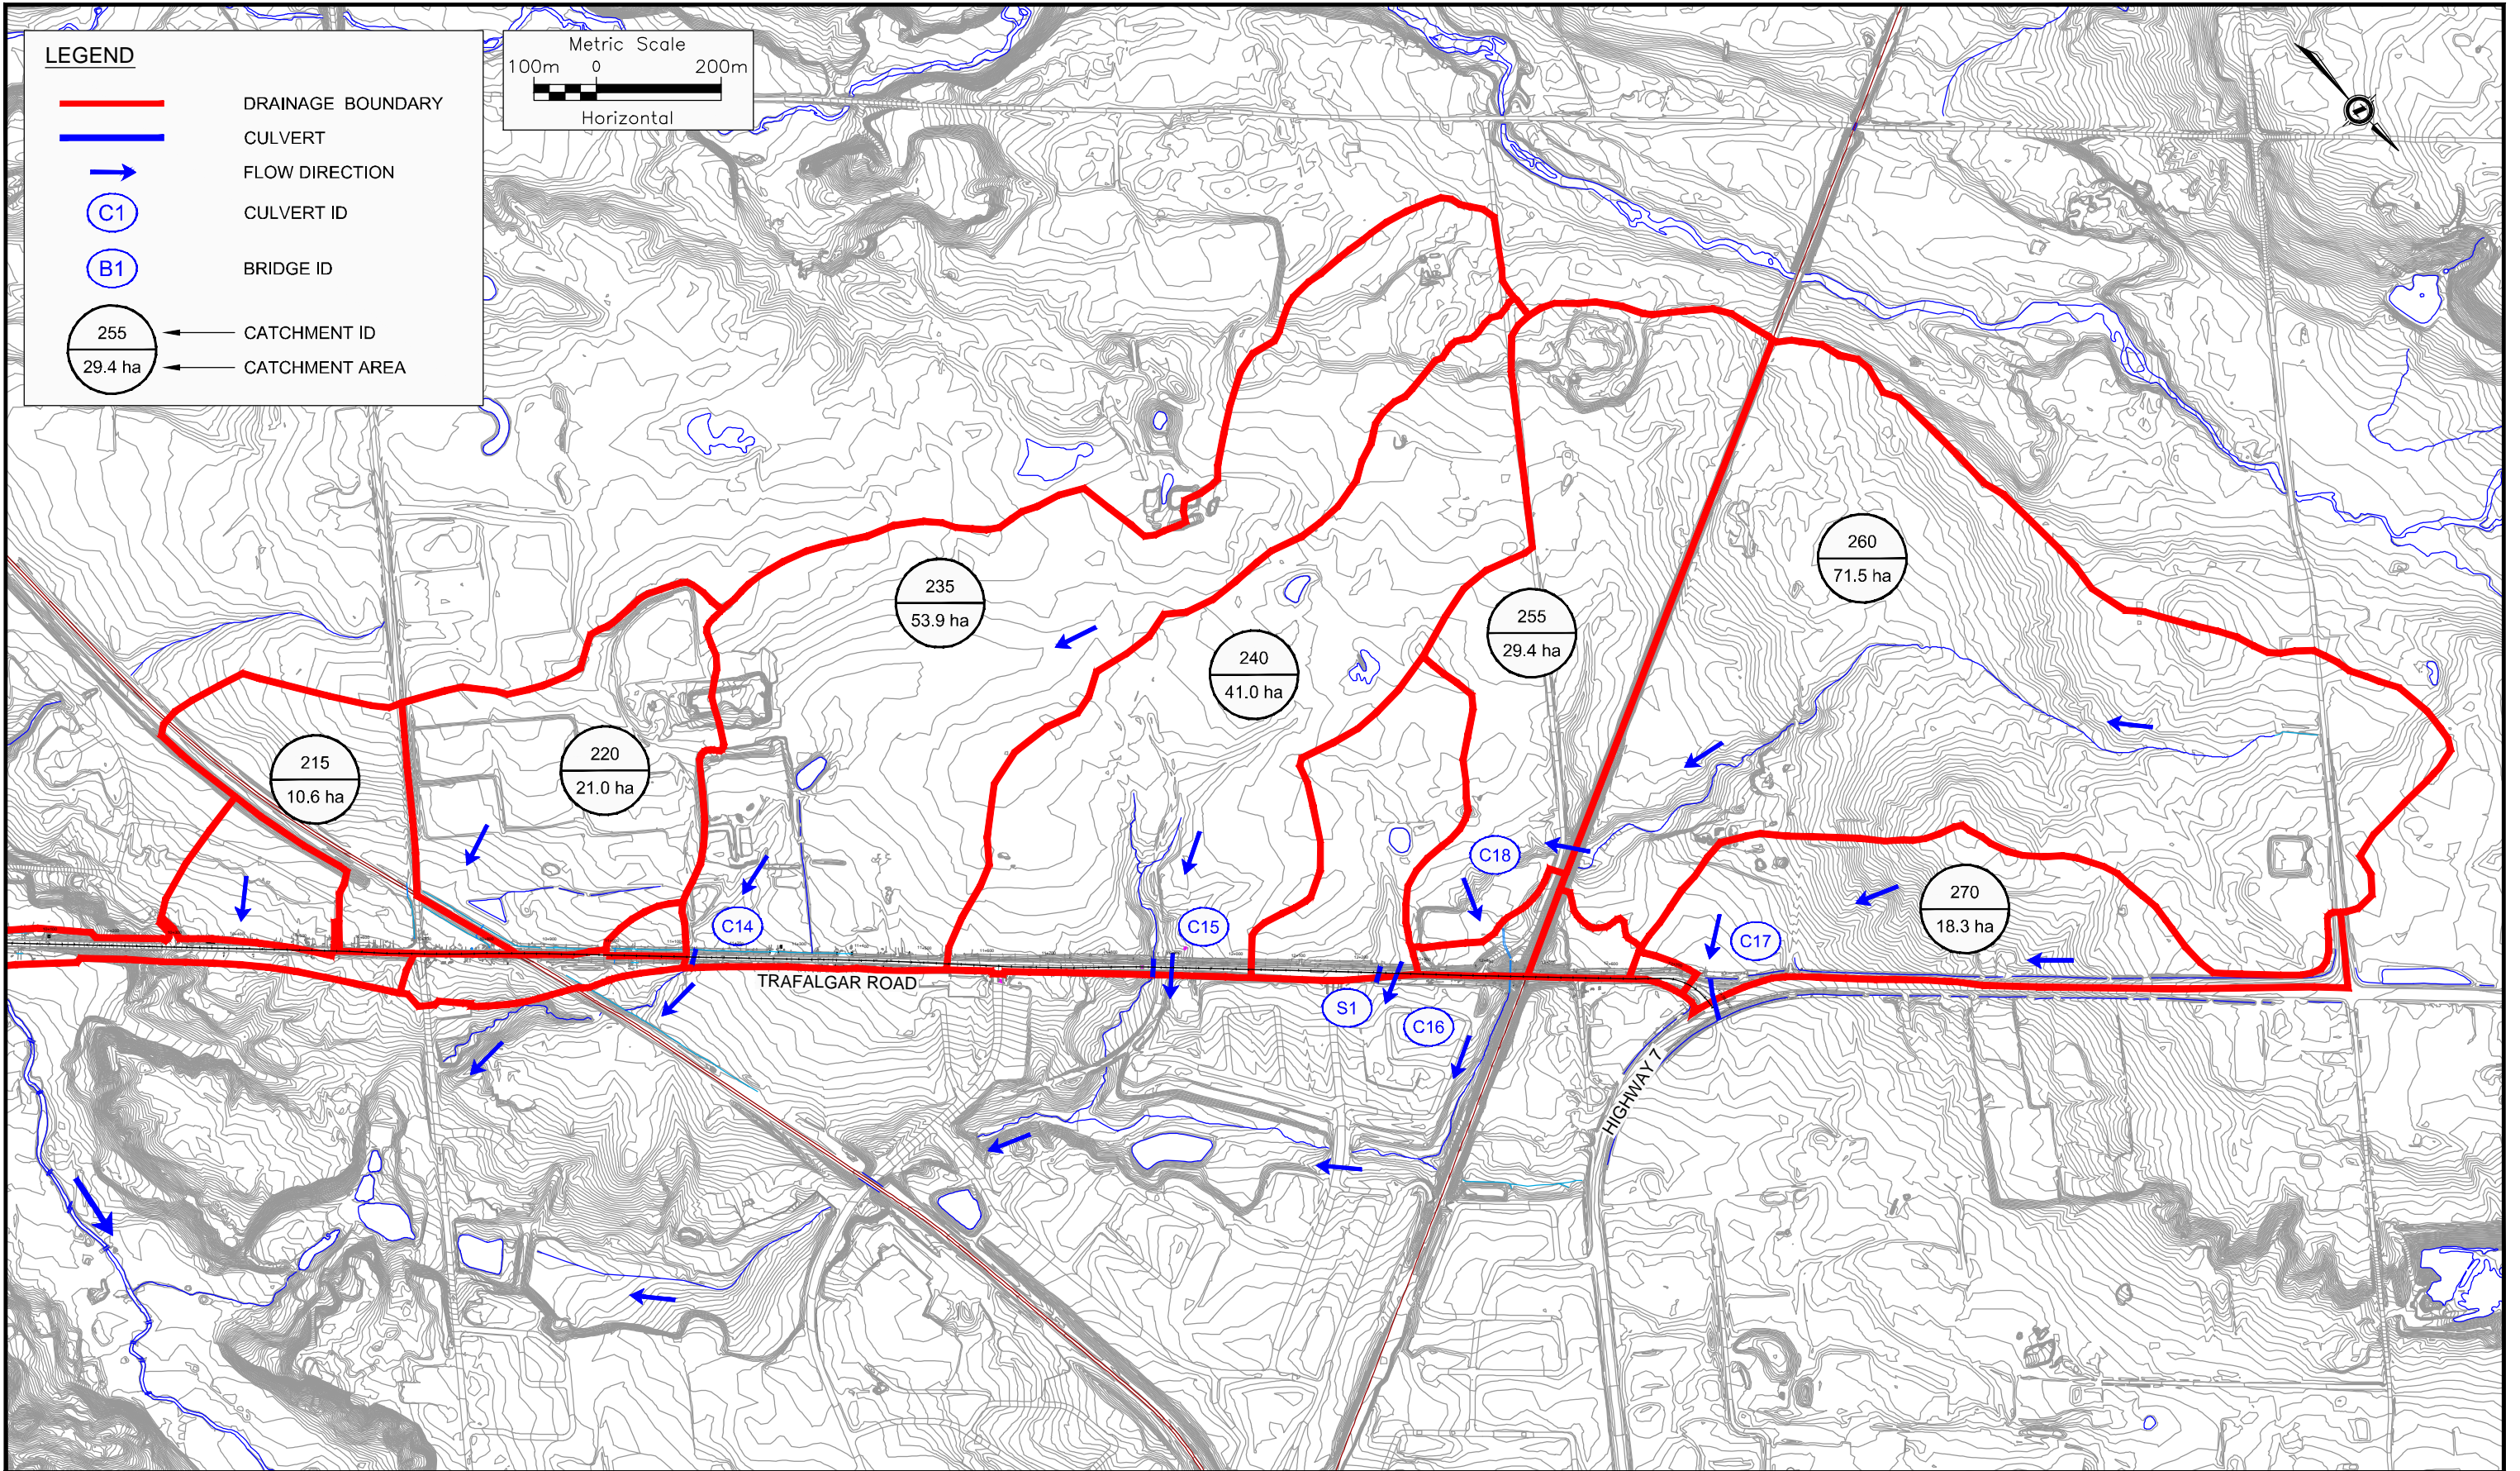 LEGEND
DRAINAGE BOUNDARY
CULVERT
FLOW DIRECTION
C1 CULVERT ID
B1 BRIDGE ID
255 CATCHMENT ID
29.4 ha CATCHMENT AREA
Metric Scale
100m 0 200m
Horizontal
260
71.5 ha
235
53.9 ha
255
29.4 ha
240
41.0 ha
220
21.0 ha
215
10.6 ha
C18
270
18.3 ha
C14
C15
C17
TRAFALGAR ROAD
S1
C16
HIGHWAY 7